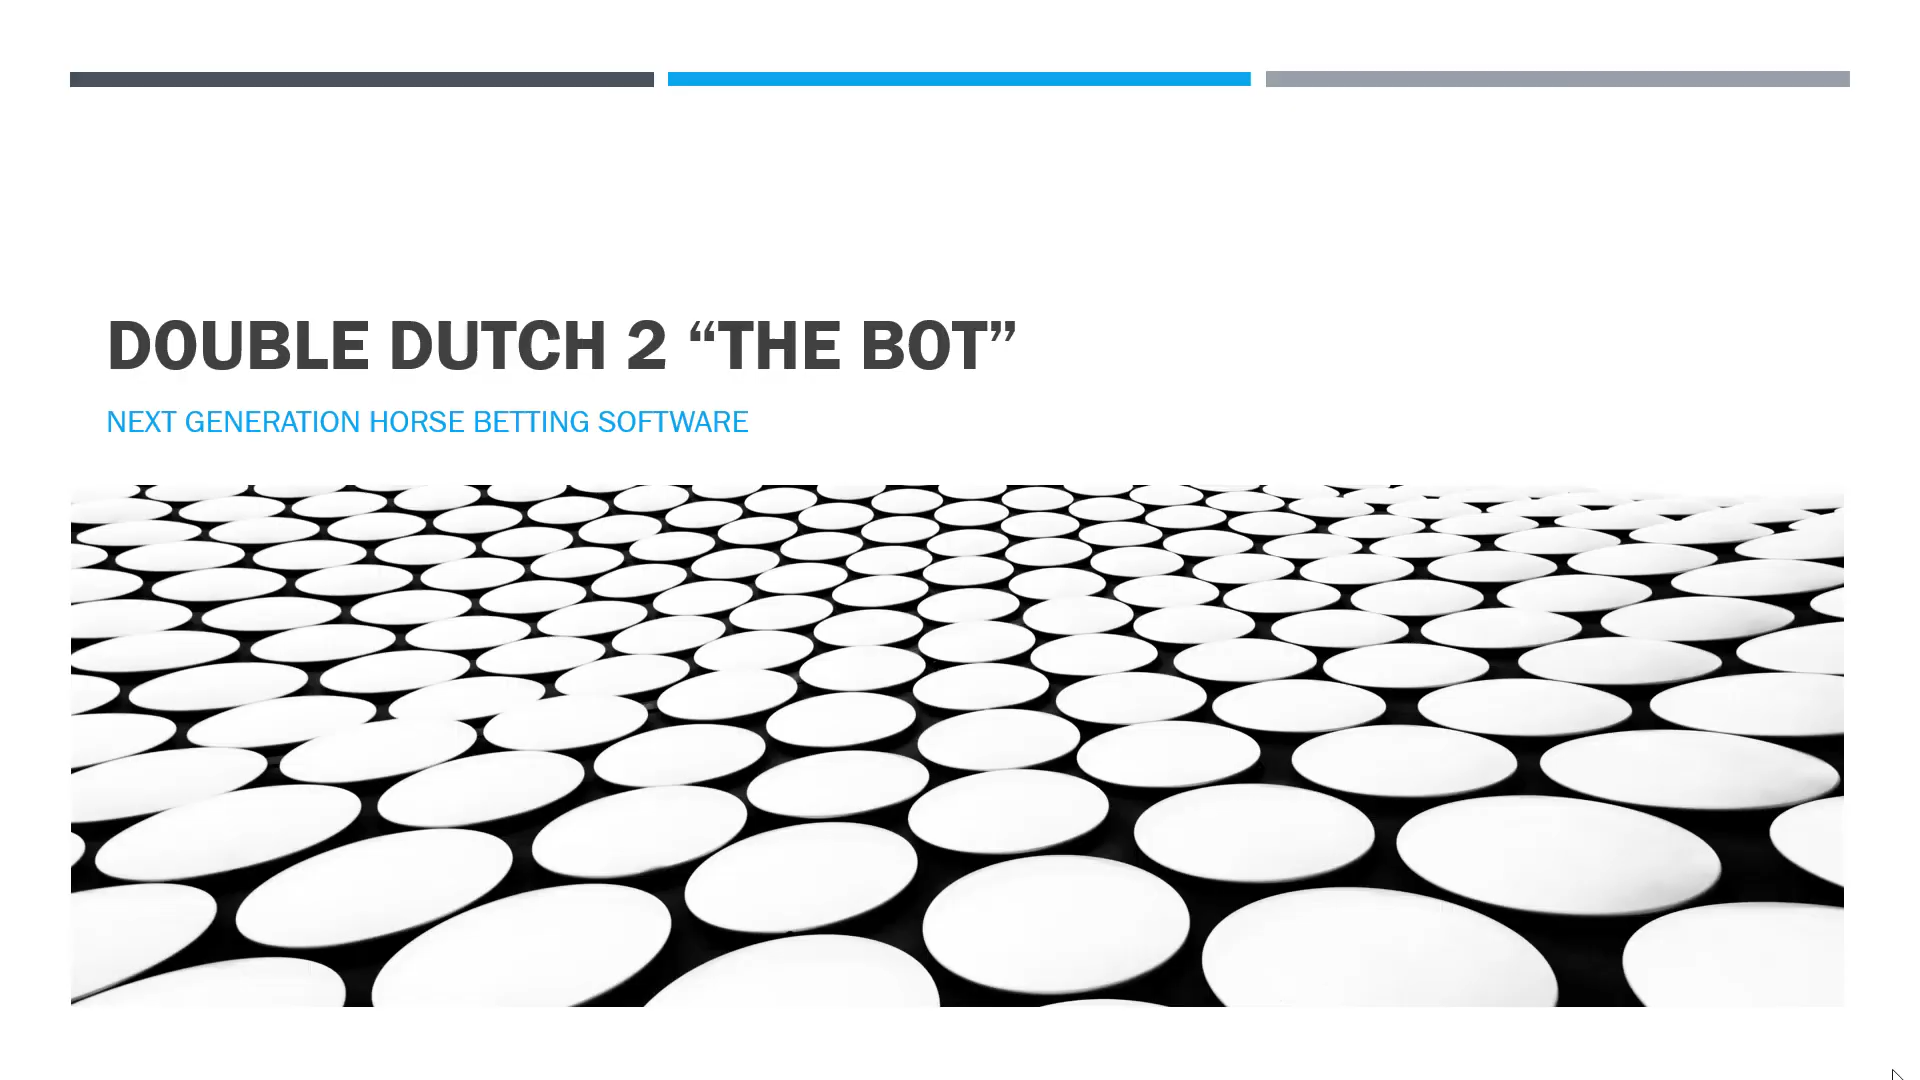 DOUBLE DUTCH 2 “THE BOT”
NEXT GENERATION HORSE BETTING SOFTWARE